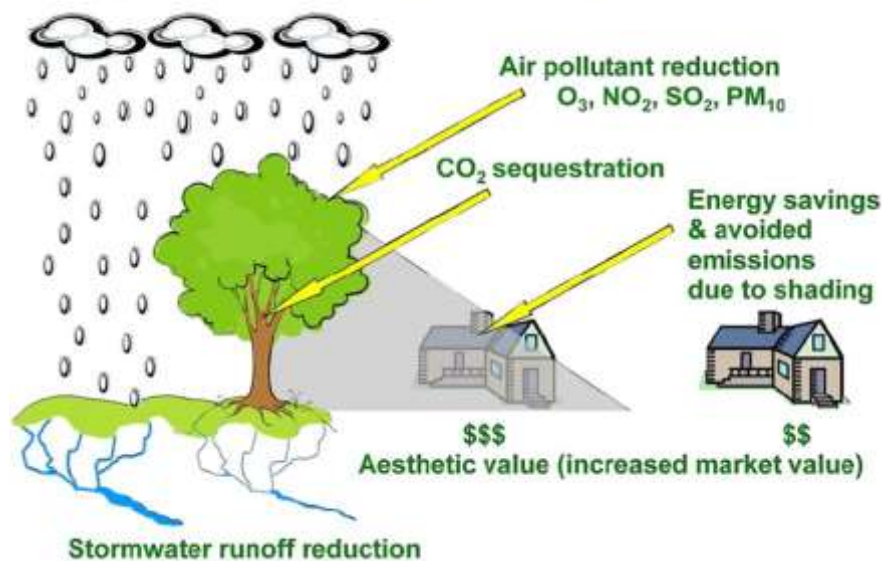 Air pollutant reduction
O₃, NO₂, SO₂, PM₁₀
CO₂ sequestration
Energy savings
& avoided
emissions
due to shading
$$$
$$
Aesthetic value (increased market value)
Stormwater runoff reduction